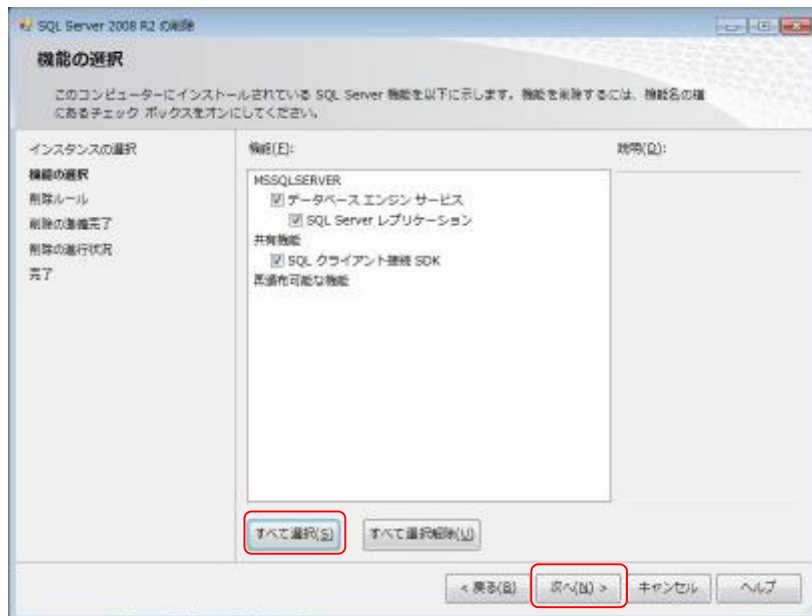 SQL Server 2008 R2 の削除
機能の選択
このコンピューターにインストールされている SQL Server 機能を以下に示します。機能を削除するには、機能名の横
にあるチェック ボックスをオンにしてください。
インスタンスの選択
機能の選択
削除ルール
削除の準備完了
削除の進行状況
完了
機能(F):
MSSQLSERVER
データベース エンジン サービス
SQL Server レプリケーション
共有機能
SQL クライアント接続 SDK
再頒布可能な機能
説明(D):
すべて選択(S)
すべて選択解除(U)
< 戻る(B)
次へ(N) >
キャンセル
ヘルプ